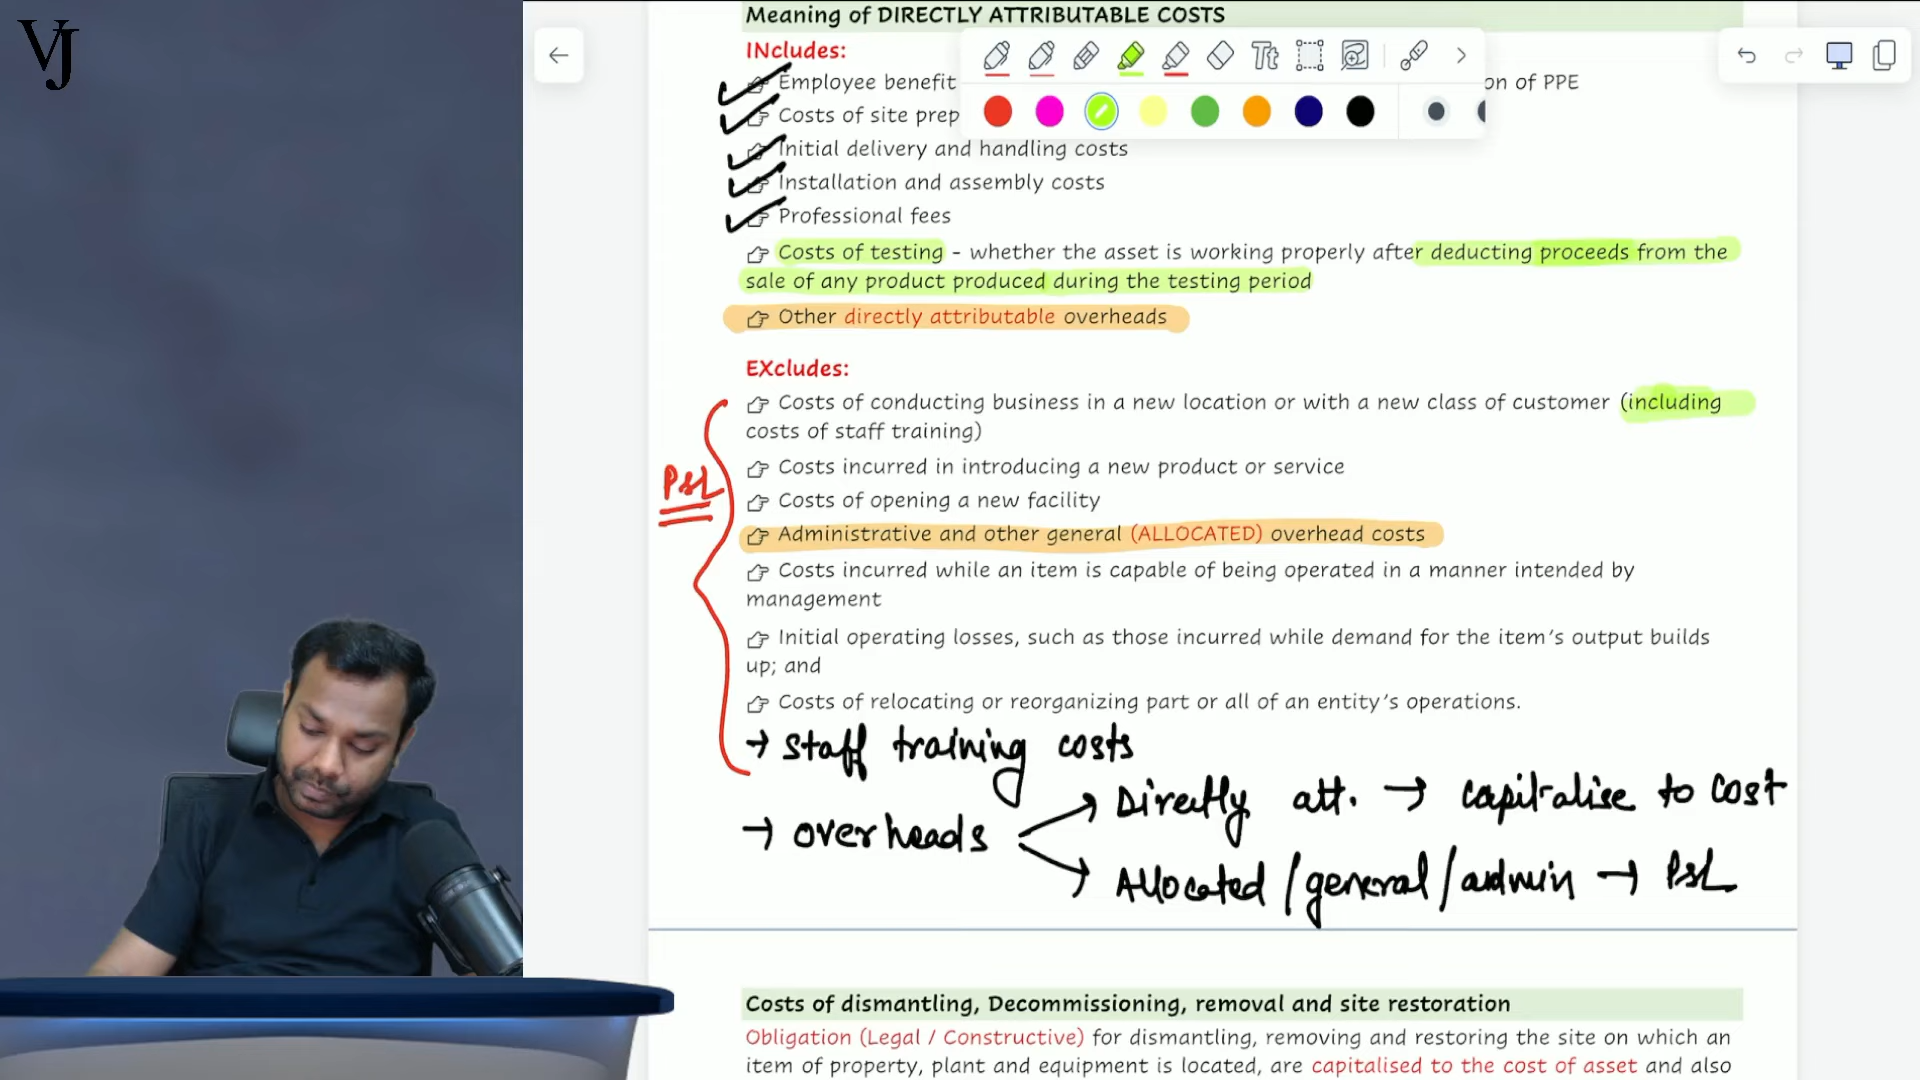 VJ
Meaning of DIRECTLY ATTRIBUTABLE COSTS
INcludes:
Employee benefit
on of PPE
Costs of site prep
Initial delivery and handling costs
Installation and assembly costs
Professional fees
Costs of testing - whether the asset is working properly after deducting proceeds from the
sale of any product produced during the testing period
Other directly attributable overheads
EXcludes:
Costs of conducting business in a new location or with a new class of customer (including
costs of staff training)
Costs incurred in introducing a new product or service
Costs of opening a new facility
Administrative and other general (ALLOCATED) overhead costs
Costs incurred while an item is capable of being operated in a manner intended by
management
Initial operating losses, such as those incurred while demand for the item's output builds
up; and
Costs of relocating or reorganizing part or all of an entity's operations.
P&L
→ staff training costs
→ overheads
→ Directly att. → capitalise to cost
→ Allocated/general/admin → P&L
Costs of dismantling, Decommissioning, removal and site restoration
Obligation (Legal / Constructive) for dismantling, removing and restoring the site on which an
item of property, plant and equipment is located, are capitalised to the cost of asset and also
Tt